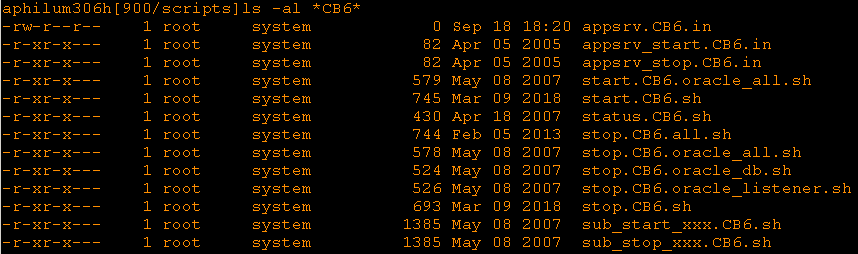 aphilum306h[900/scripts]ls -al *CB6*
-rw-r--r-- 1 root system 0 Sep 18 18:20 appsrv.CB6.in
-r-xr-x--- 1 root system 82 Apr 05 2005 appsrv_start.CB6.in
-r-xr-x--- 1 root system 82 Apr 05 2005 appsrv_stop.CB6.in
-r-xr-x--- 1 root system 579 May 08 2007 start.CB6.oracle_all.sh
-r-xr-x--- 1 root system 745 Mar 09 2018 start.CB6.sh
-r-xr-x--- 1 root system 430 Apr 18 2007 status.CB6.sh
-r-xr-x--- 1 root system 744 Feb 05 2013 stop.CB6.all.sh
-r-xr-x--- 1 root system 578 May 08 2007 stop.CB6.oracle_all.sh
-r-xr-x--- 1 root system 524 May 08 2007 stop.CB6.oracle_db.sh
-r-xr-x--- 1 root system 526 May 08 2007 stop.CB6.oracle_listener.sh
-r-xr-x--- 1 root system 693 Mar 09 2018 stop.CB6.sh
-r-xr-x--- 1 root system 1385 May 08 2007 sub_start_xxx.CB6.sh
-r-xr-x--- 1 root system 1385 May 08 2007 sub_stop_xxx.CB6.sh